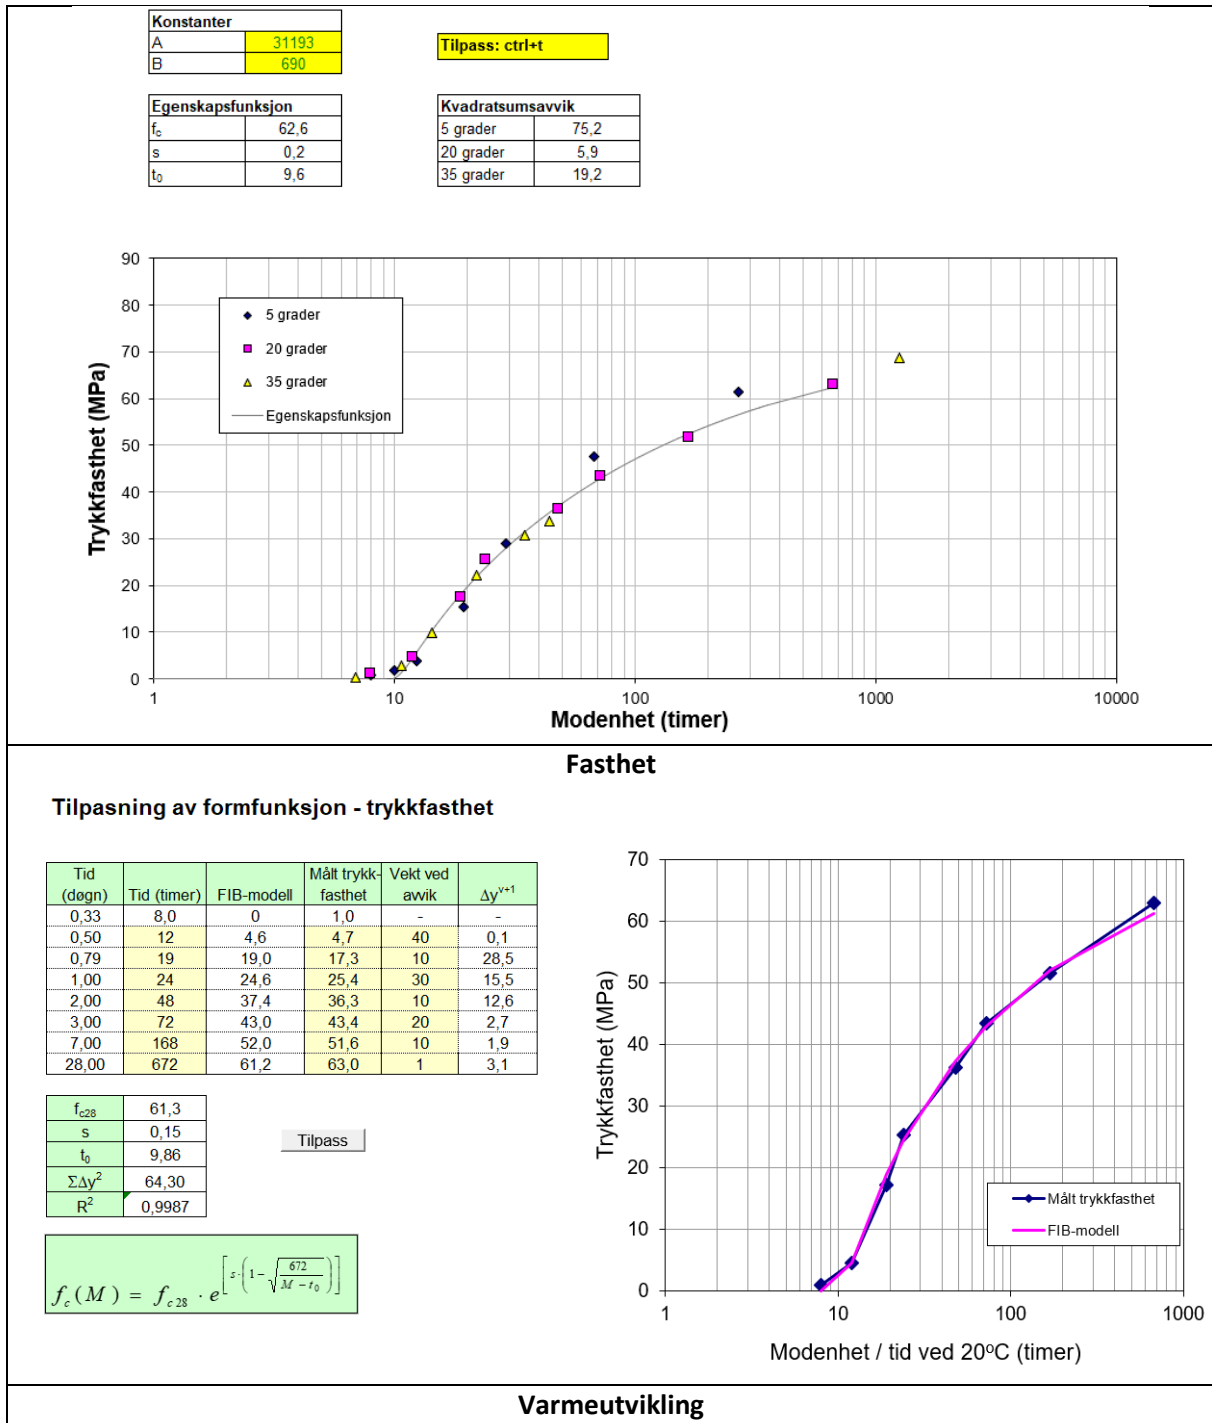 Konstanter
A 31193
B 690
Tilpass: ctrl+t
Egenskapsfunksjon
fc 62,6
s 0,2
t0 9,6
Kvadratsumsavvik
5 grader 75,2
20 grader 5,9
35 grader 19,2
Trykkfasthet (MPa)
90
80
70
60
50
40
30
20
10
0
5 grader
20 grader
35 grader
Egenskapsfunksjon
1 10 100 1000 10000
Modenhet (timer)
Fasthet
Tilpasning av formfunksjon - trykkfasthet
Tid (døgn) Tid (timer) FIB-modell Målt trykk-fasthet Vekt ved avvik Δy^v+1
0,33 8,0 0 1,0 - -
0,50 12 4,6 4,7 40 0,1
0,79 19 19,0 17,3 10 28,5
1,00 24 24,6 25,4 30 15,5
2,00 48 37,4 36,3 10 12,6
3,00 72 43,0 43,4 20 2,7
7,00 168 52,0 51,6 10 1,9
28,00 672 61,2 63,0 1 3,1
fc28 61,3
s 0,15
t0 9,86
ΣΔy² 64,30
R² 0,9987
Tilpass
fc(M) = fc28 · e^[s·(1−√(672/(M−t0)))]
Trykkfasthet (MPa)
70
60
50
40
30
20
10
0
Målt trykkfasthet
FIB-modell
1 10 100 1000
Modenhet / tid ved 20ºC (timer)
Varmeutvikling